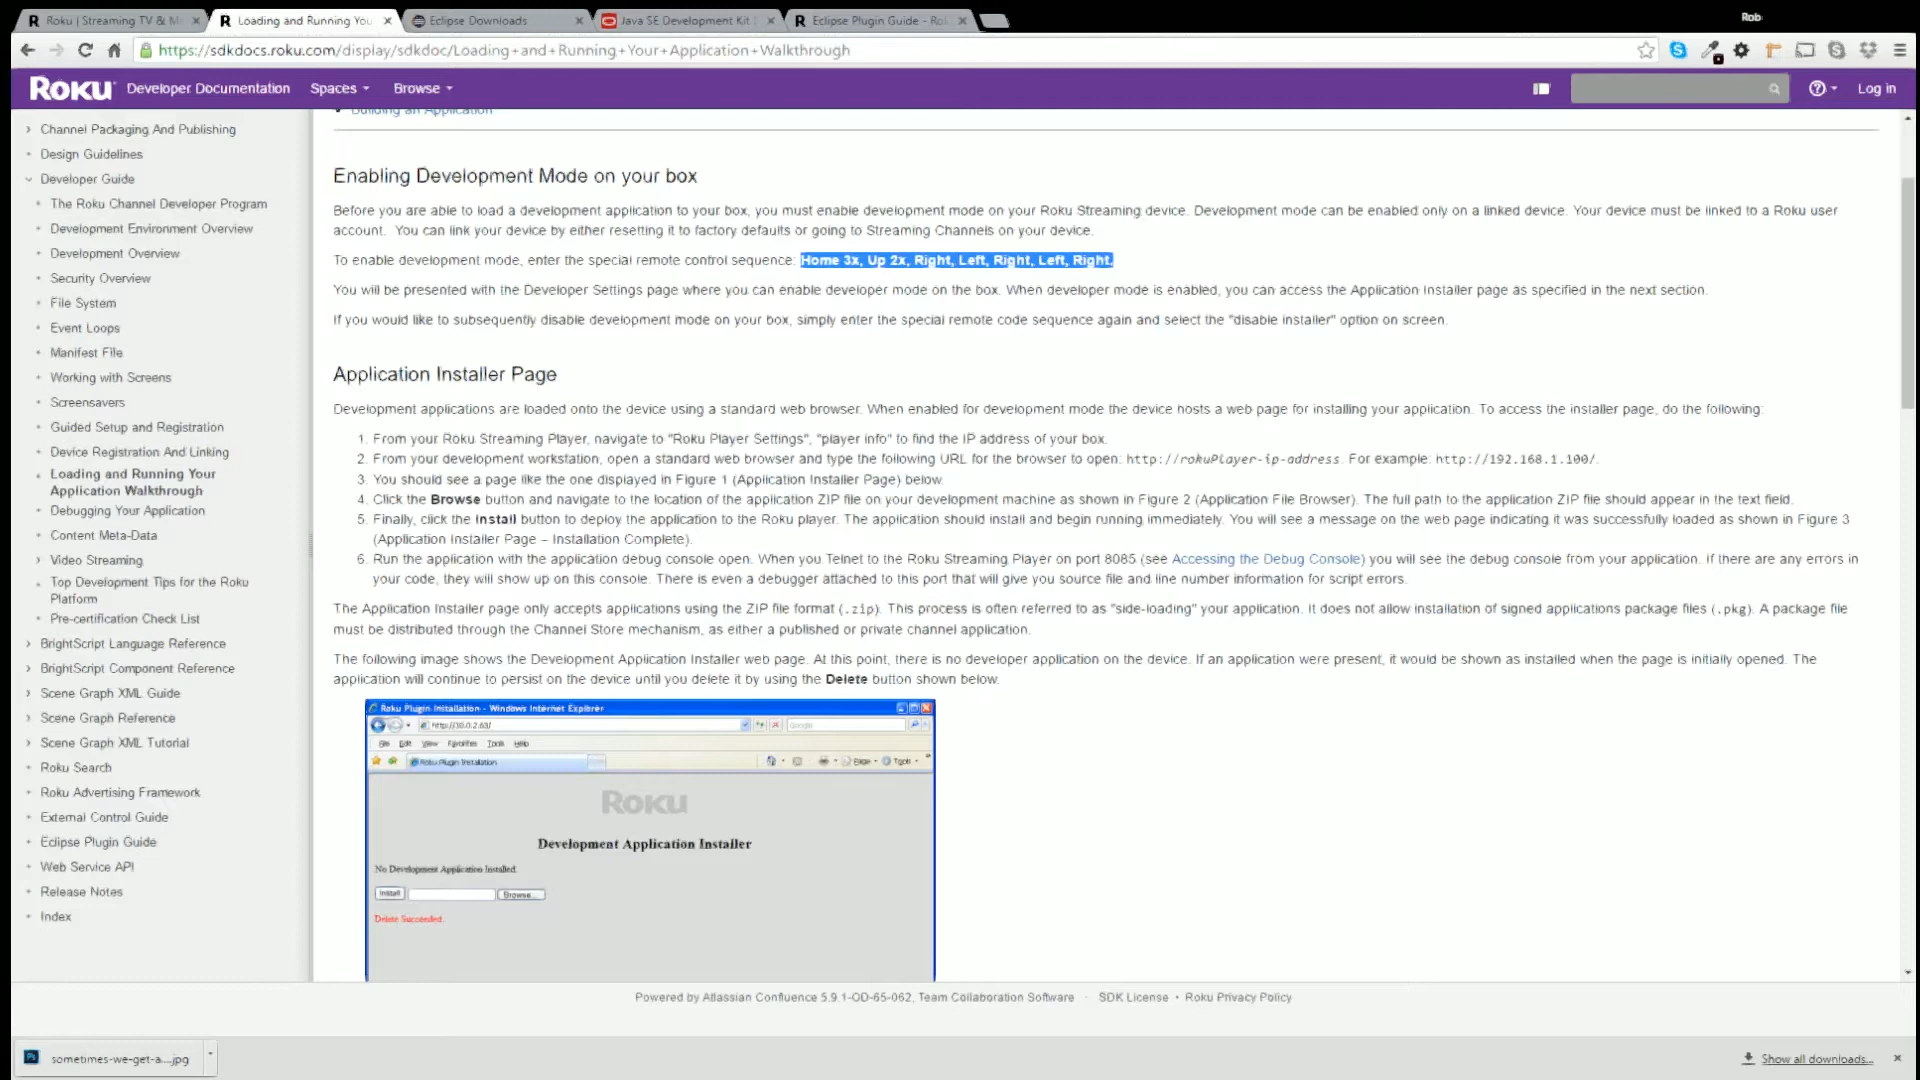 Roku | Streaming TV & M
Loading and Running You
Eclipse Downloads
Java SE Development Kit
Eclipse Plugin Guide - Ro
Rob
https://sdkdocs.roku.com/display/sdkdoc/Loading+and+Running+Your+Application+Walkthrough
ROKU Developer Documentation Spaces Browse Log in
Building an Application
Channel Packaging And Publishing
Design Guidelines
Developer Guide
The Roku Channel Developer Program
Development Environment Overview
Development Overview
Security Overview
File System
Event Loops
Manifest File
Working with Screens
Screensavers
Guided Setup and Registration
Device Registration And Linking
Loading and Running Your
Application Walkthrough
Debugging Your Application
Content Meta-Data
Video Streaming
Top Development Tips for the Roku
Platform
Pre-certification Check List
BrightScript Language Reference
BrightScript Component Reference
Scene Graph XML Guide
Scene Graph Reference
Scene Graph XML Tutorial
Roku Search
Roku Advertising Framework
External Control Guide
Eclipse Plugin Guide
Web Service API
Release Notes
Index
Enabling Development Mode on your box
Before you are able to load a development application to your box, you must enable development mode on your Roku Streaming device. Development mode can be enabled only on a linked device. Your device must be linked to a Roku user
account. You can link your device by either resetting it to factory defaults or going to Streaming Channels on your device.
To enable development mode, enter the special remote control sequence: Home 3x, Up 2x, Right, Left, Right, Left, Right.
You will be presented with the Developer Settings page where you can enable developer mode on the box. When developer mode is enabled, you can access the Application Installer page as specified in the next section.
If you would like to subsequently disable development mode on your box, simply enter the special remote code sequence again and select the "disable installer" option on screen.
Application Installer Page
Development applications are loaded onto the device using a standard web browser. When enabled for development mode the device hosts a web page for installing your application. To access the installer page, do the following:
1. From your Roku Streaming Player, navigate to "Roku Player Settings", "player info" to find the IP address of your box.
2. From your development workstation, open a standard web browser and type the following URL for the browser to open: http://rokuPlayer-ip-address. For example: http://192.168.1.100/.
3. You should see a page like the one displayed in Figure 1 (Application Installer Page) below.
4. Click the Browse button and navigate to the location of the application ZIP file on your development machine as shown in Figure 2 (Application File Browser). The full path to the application ZIP file should appear in the text field.
5. Finally, click the Install button to deploy the application to the Roku player. The application should install and begin running immediately. You will see a message on the web page indicating it was successfully loaded as shown in Figure 3
(Application Installer Page – Installation Complete).
6. Run the application with the application debug console open. When you Telnet to the Roku Streaming Player on port 8085 (see Accessing the Debug Console) you will see the debug console from your application. If there are any errors in
your code, they will show up on this console. There is even a debugger attached to this port that will give you source file and line number information for script errors.
The Application Installer page only accepts applications using the ZIP file format (.zip). This process is often referred to as "side-loading" your application. It does not allow installation of signed applications package files (.pkg). A package file
must be distributed through the Channel Store mechanism, as either a published or private channel application.
The following image shows the Development Application Installer web page. At this point, there is no developer application on the device. If an application were present, it would be shown as installed when the page is initially opened. The
application will continue to persist on the device until you delete it by using the Delete button shown below.
Roku Plugin Installation - Windows Internet Explorer
http://10.0.2.63/
Google
File Edit View Favorites Tools Help
Roku Plugin Installation
Page Tools
ROKU
Development Application Installer
No Development Application Installed
Install Browse...
Delete Succeeded.
Powered by Atlassian Confluence 5.9.1-OD-65-062, Team Collaboration Software · SDK License • Roku Privacy Policy
sometimes-we-get-a....jpg
Show all downloads...